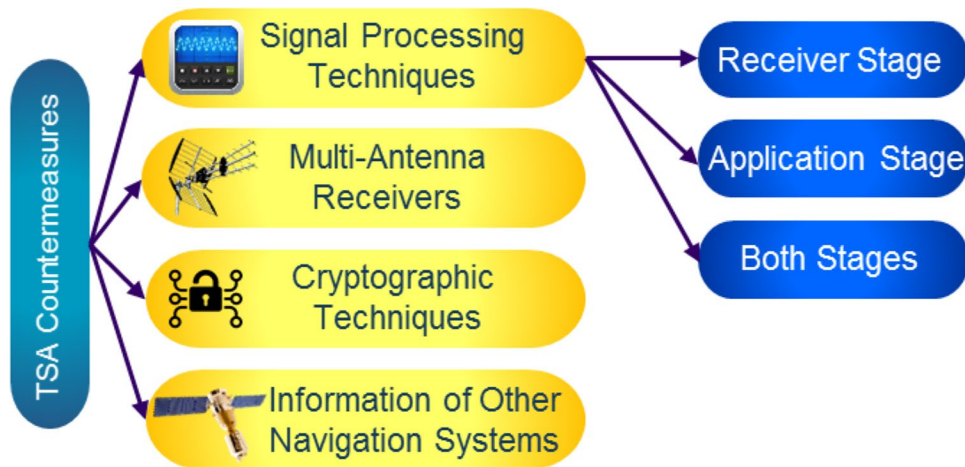 TSA Countermeasures
Signal Processing
Techniques
Multi-Antenna
Receivers
Cryptographic
Techniques
Information of Other
Navigation Systems
Receiver Stage
Application Stage
Both Stages